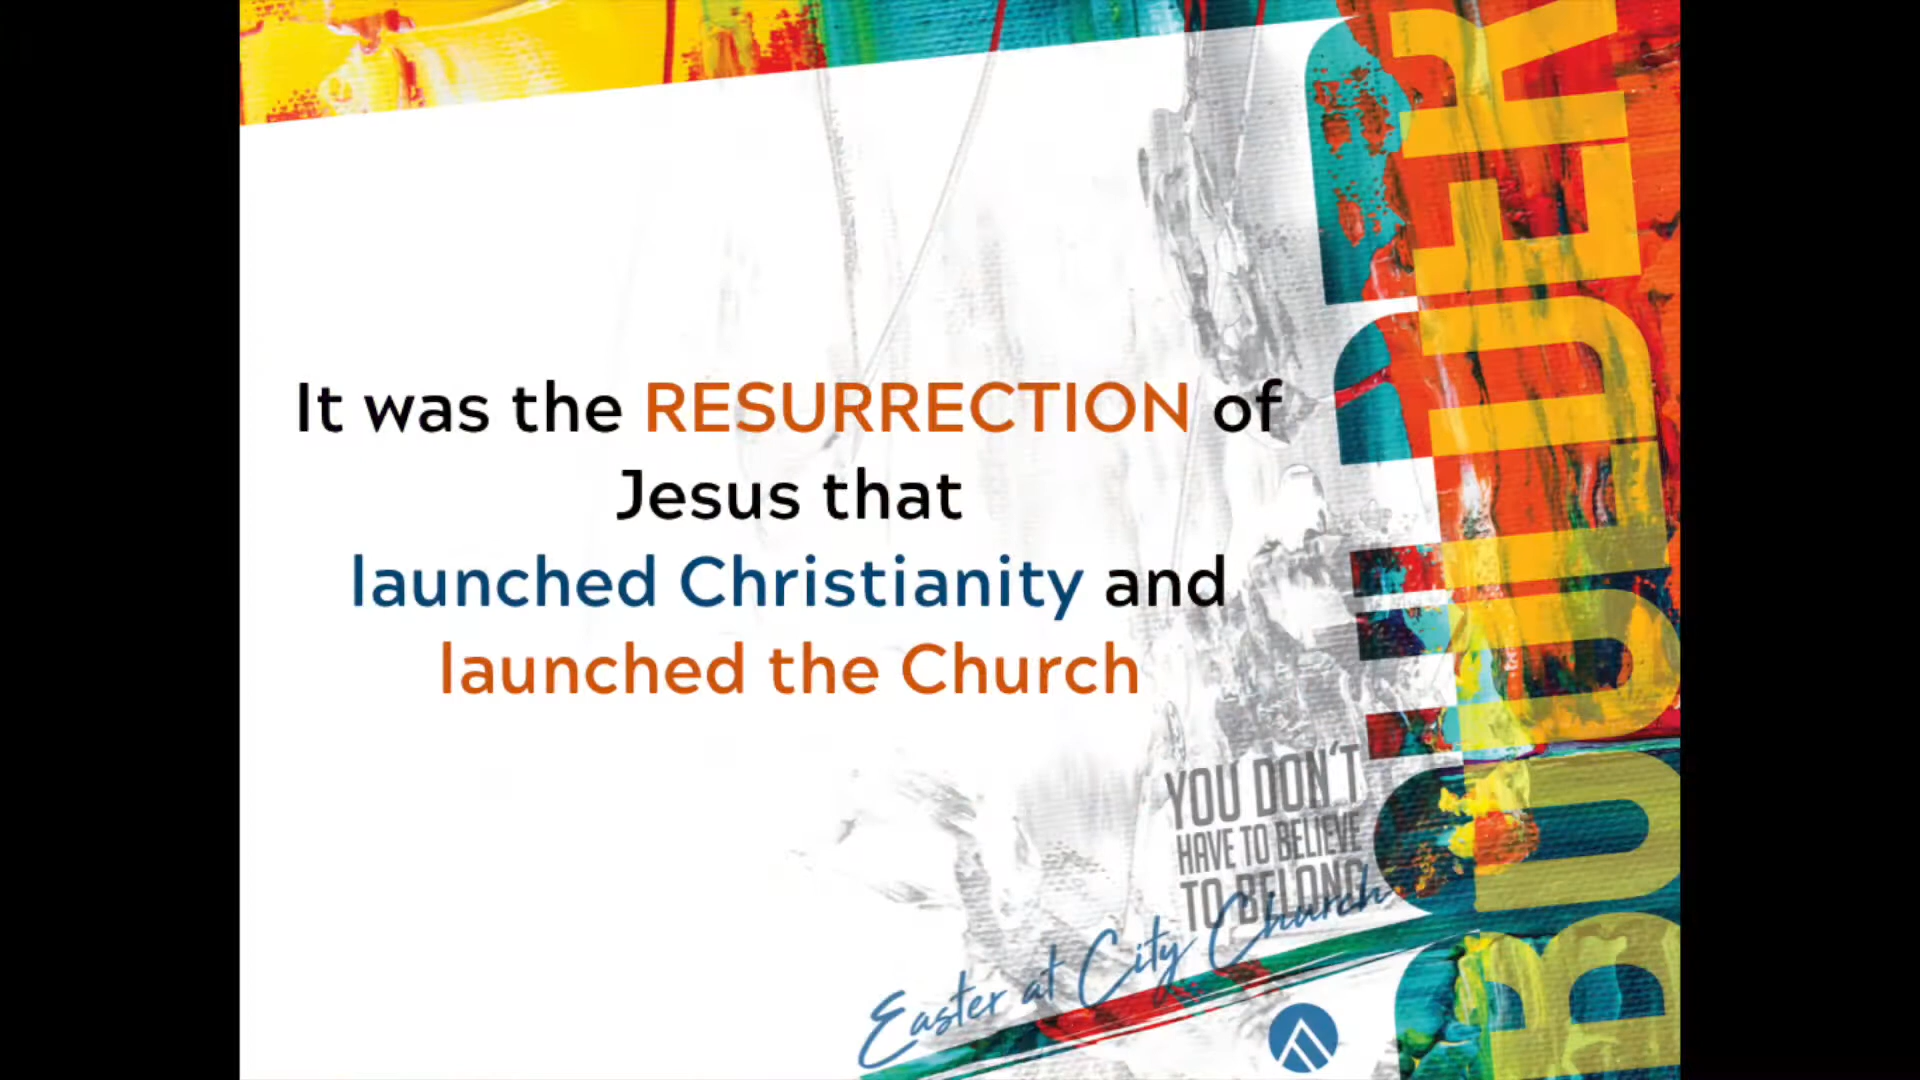 It was the RESURRECTION of
Jesus that
launched Christianity and
launched the Church
YOU DON'T
HAVE TO BELIEVE
TO BELONG
Easter at City Church